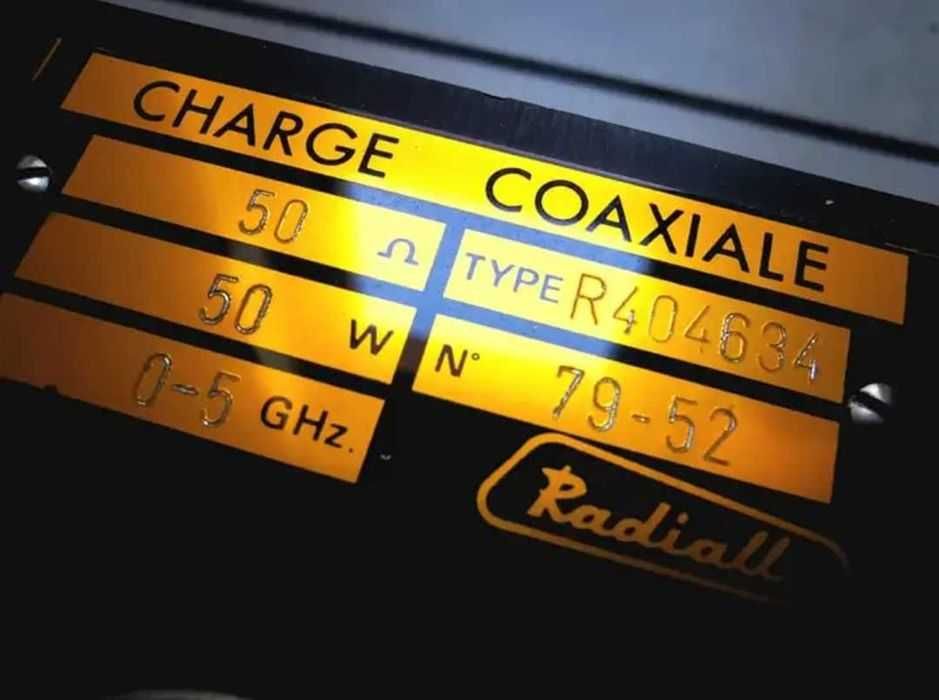 CHARGE COAXIALE
50 Ω
TYPE R404634
50 W
N° 79-52
0-5 GHz.
Radiall